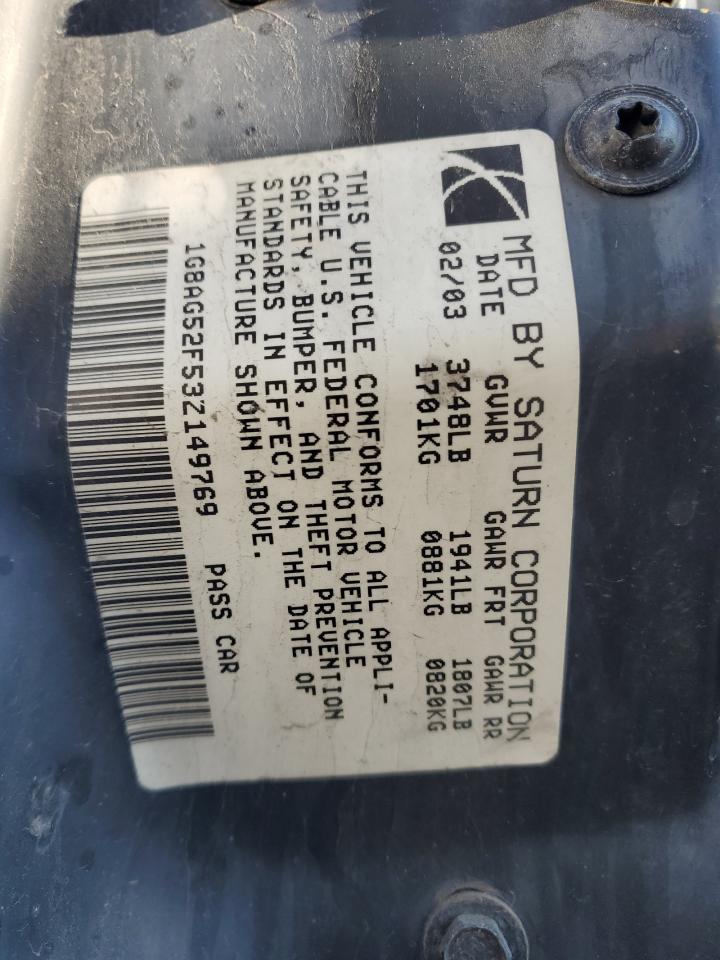 MFD BY SATURN CORPORATION
DATE GVWR GAWR FRT GAWR RR
02/03 3748LB 1941LB 1807LB
1701KG 0881KG 0820KG
THIS VEHICLE CONFORMS TO ALL APPLI-
CABLE U.S. FEDERAL MOTOR VEHICLE
SAFETY, BUMPER, AND THEFT PREVENTION
STANDARDS IN EFFECT ON THE DATE OF
MANUFACTURE SHOWN ABOVE.
1G8AG52F53Z149769 PASS CAR